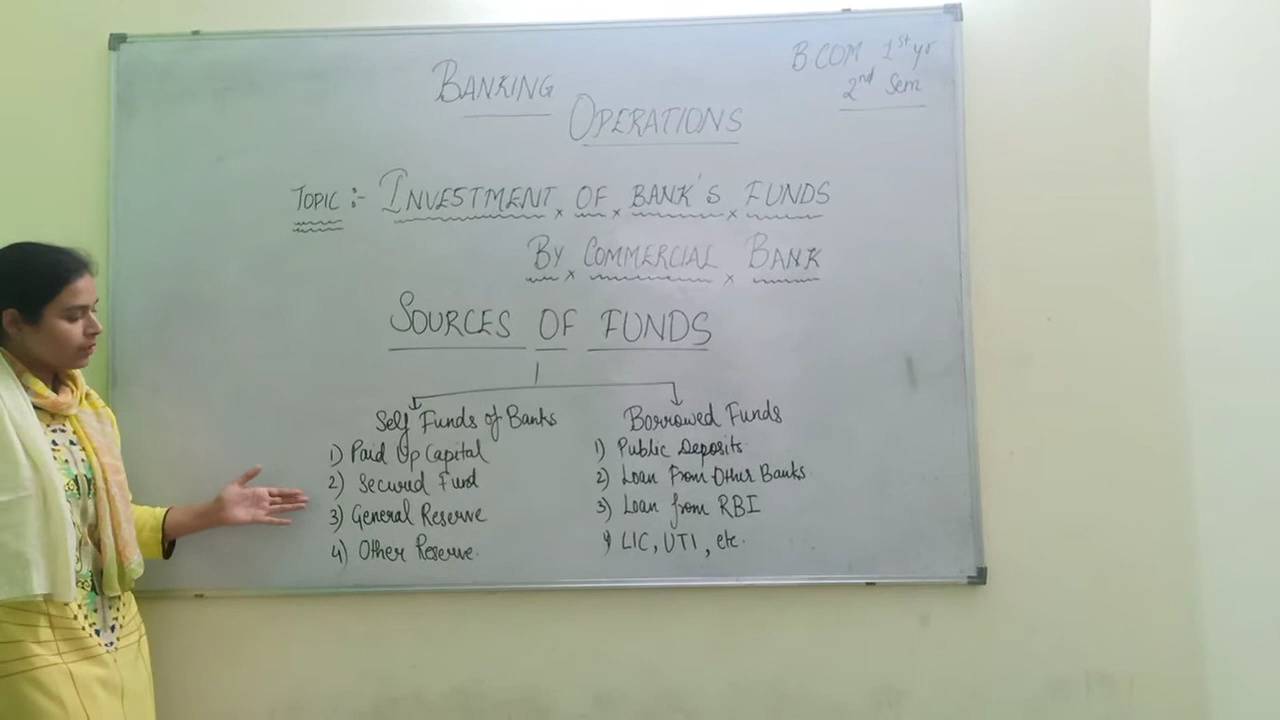 BANKING
OPERATIONS
B COM 1st yr
2nd Sem
TOPIC :- INVESTMENT OF BANK'S FUNDS
BY COMMERCIAL BANK
SOURCES OF FUNDS
Self Funds of Banks
1) Paid Up Capital
2) Secured Fund
3) General Reserve
4) Other Reserve.
Borrowed Funds
1) Public Deposits
2) Loan From Other Banks
3) Loan from RBI
4) LIC, UTI, etc.